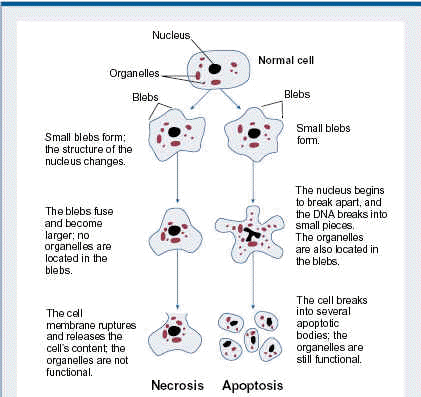 Nucleus
Normal cell
Organelles
Blebs
Blebs
Small blebs form;
the structure of the
nucleus changes.
Small blebs
form.
The blebs fuse
and become
larger; no
organelles are
located in the
blebs.
The nucleus begins
to break apart, and
the DNA breaks into
small pieces.
The organelles
are also located in
the blebs.
The cell
membrane ruptures
and releases the
cell's content; the
organelles are not
functional.
The cell breaks
into several
apoptotic
bodies; the
organelles are
still functional.
Necrosis
Apoptosis